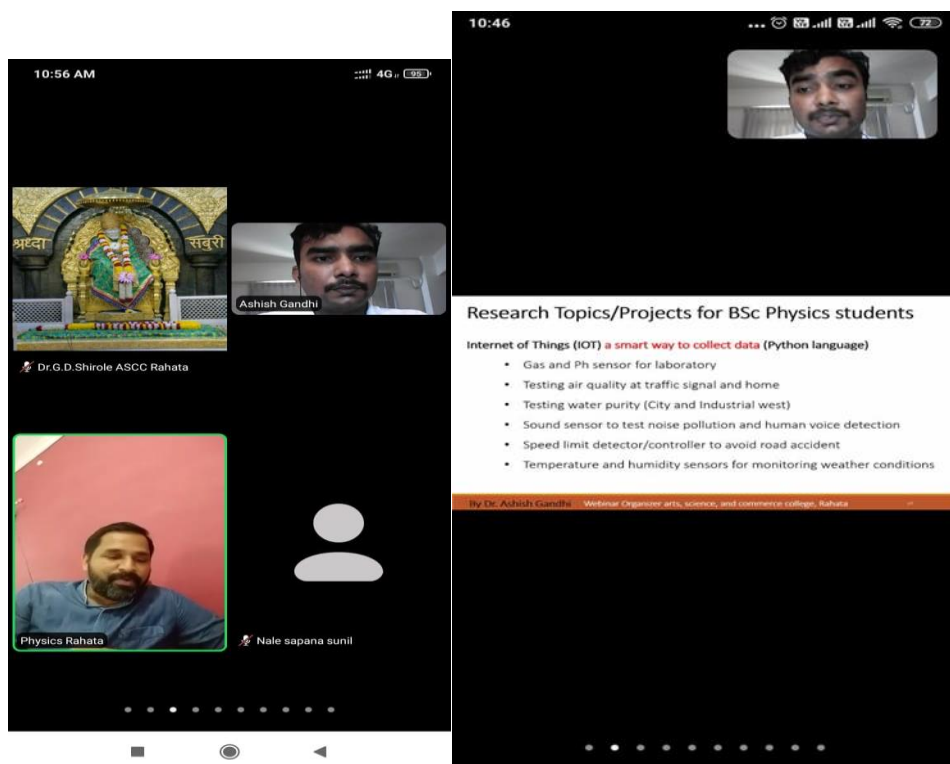 10:56 AM
4G
95
श्रध्दा
सबुरी
Ashish Gandhi
Dr.G.D.Shirole ASCC Rahata
Physics Rahata
Nale sapana sunil
10:46
72
Research Topics/Projects for BSc Physics students
Internet of Things (IOT) a smart way to collect data (Python language)
• Gas and Ph sensor for laboratory
• Testing air quality at traffic signal and home
• Testing water purity (City and Industrial west)
• Sound sensor to test noise pollution and human voice detection
• Speed limit detector/controller to avoid road accident
• Temperature and humidity sensors for monitoring weather conditions
By Dr. Ashish Gandhi Webinar Organizer arts, science, and commerce college, Rahata